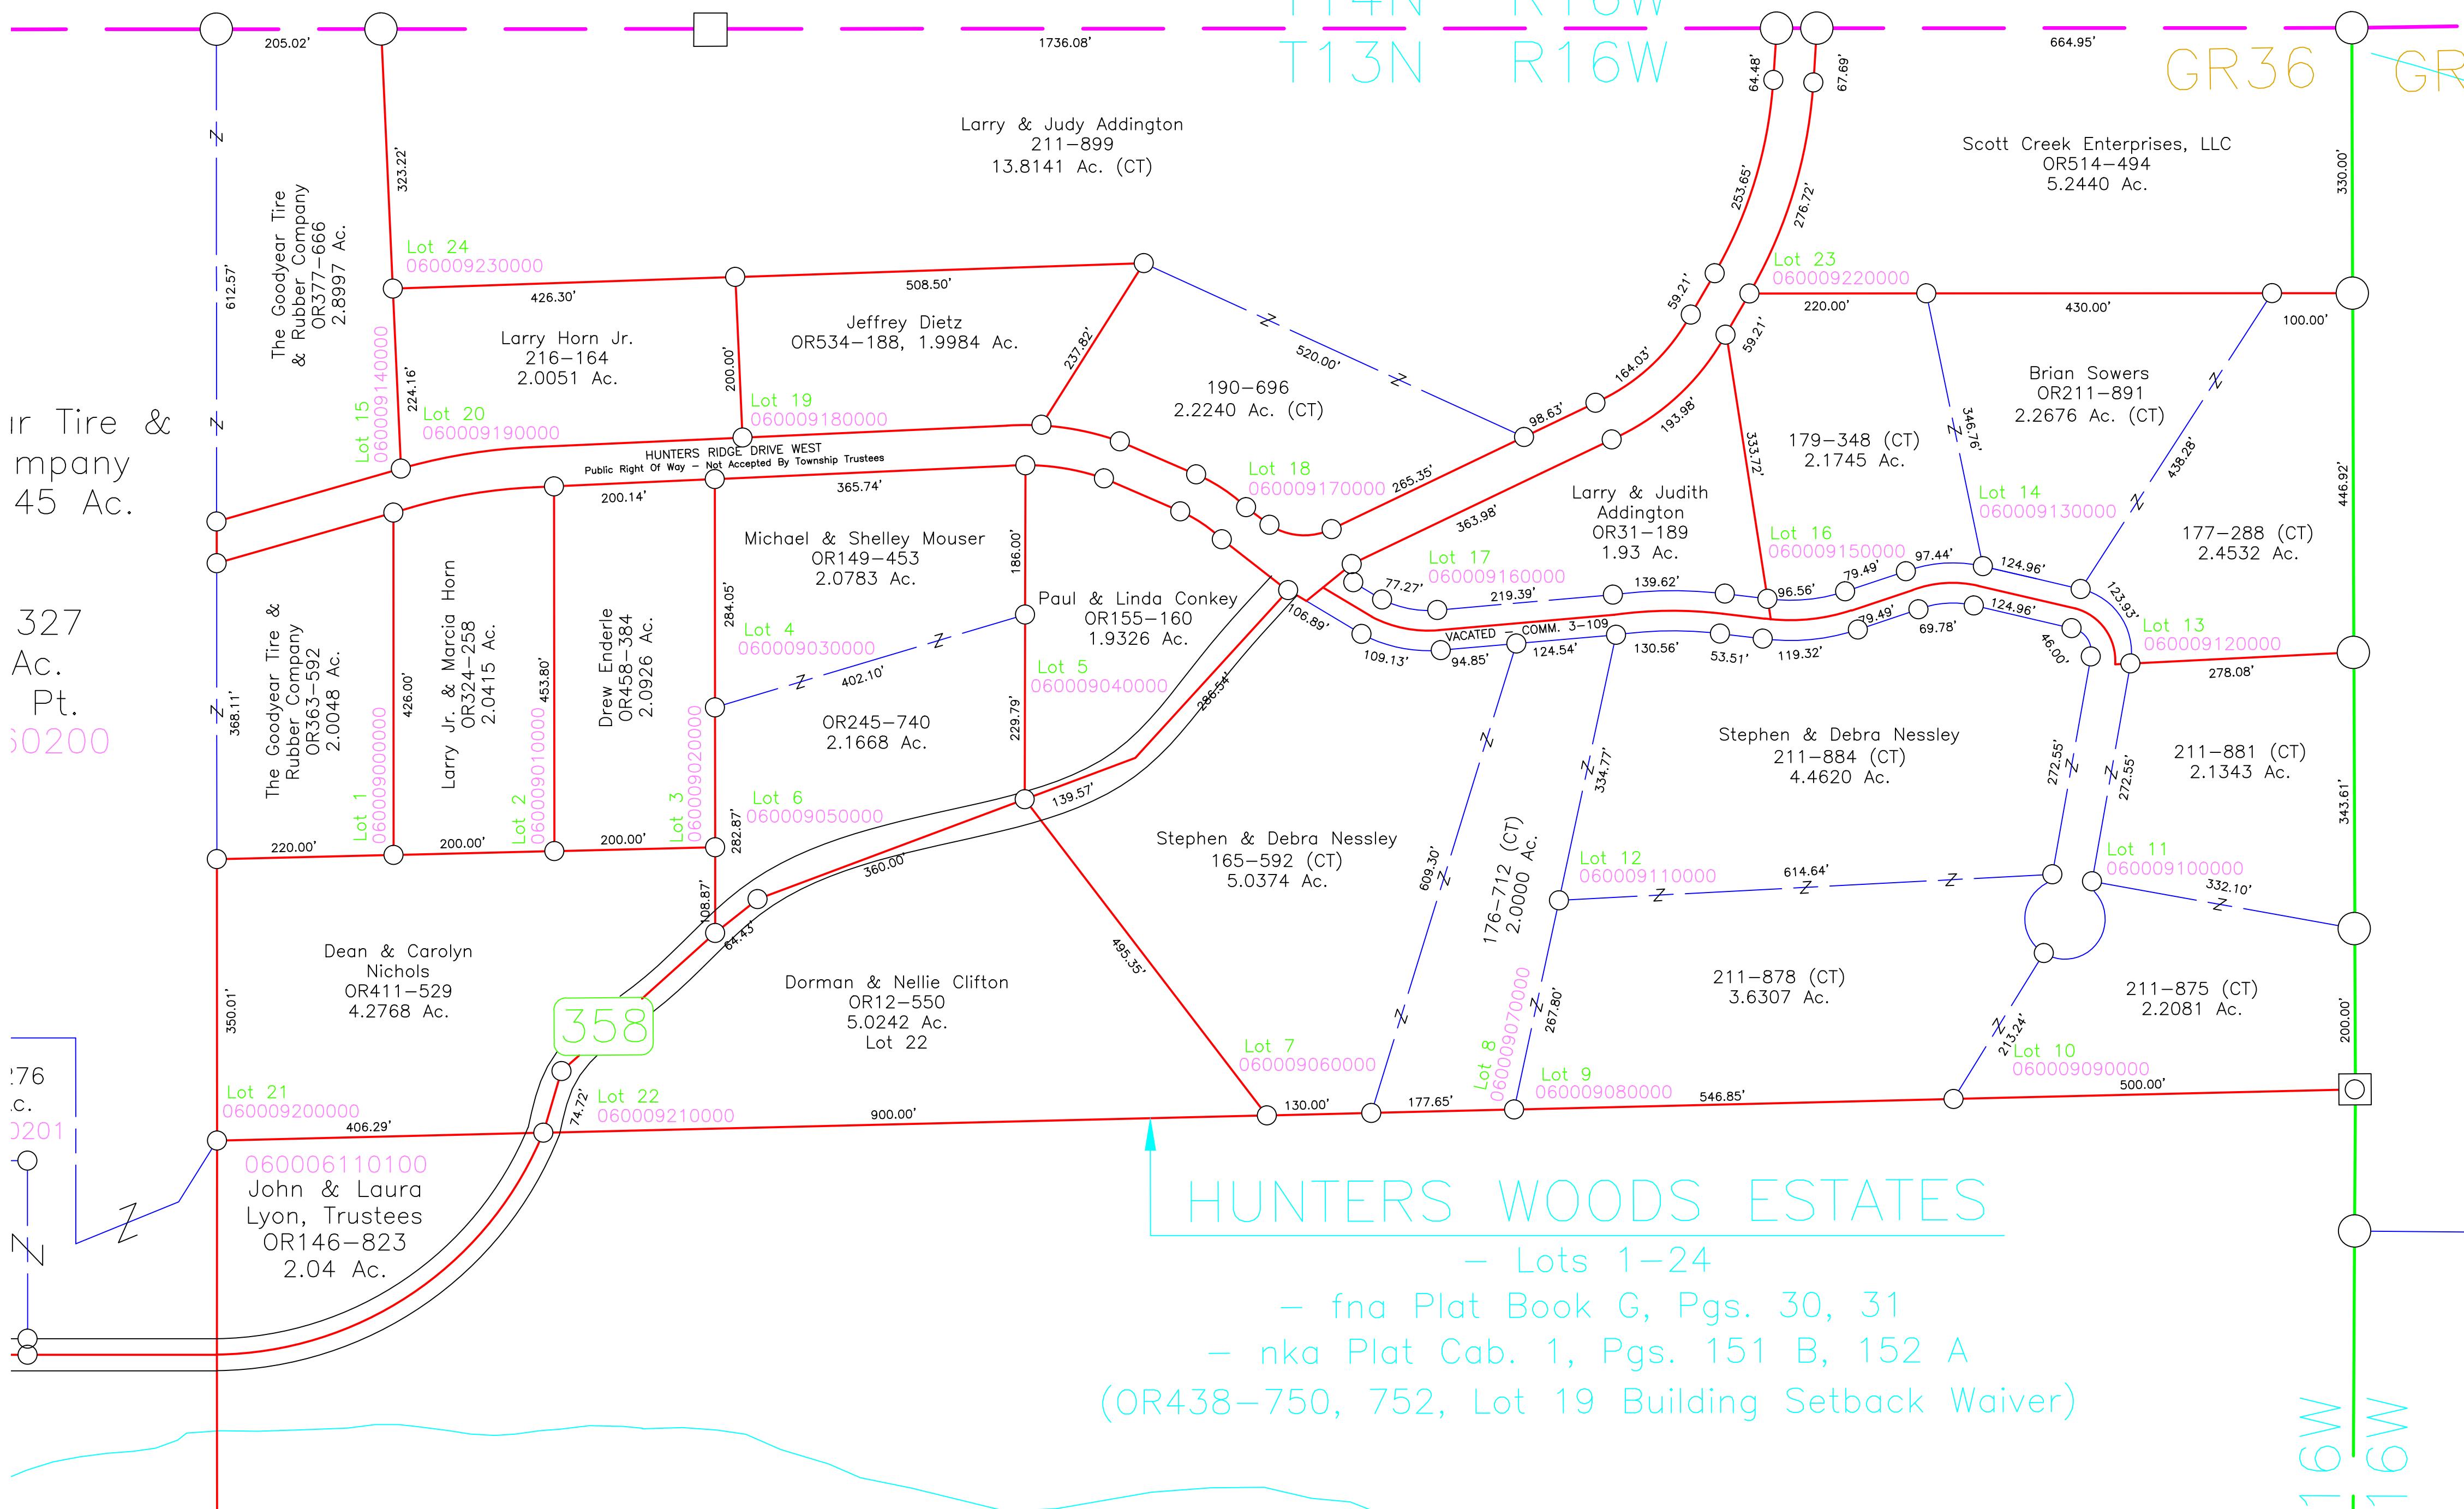 T14N R16W
T13N R16W
GR36
GR
205.02'
1736.08'
664.95'
64.48'
67.69'
Larry & Judy Addington
211-899
13.8141 Ac. (CT)
Scott Creek Enterprises, LLC
OR514-494
5.2440 Ac.
330.00'
323.22'
253.65'
276.72'
612.57'
The Goodyear Tire
& Rubber Company
OR377-666
2.8997 Ac.
Lot 24
060009230000
426.30'
508.50'
Lot 23
060009220000
220.00'
430.00'
100.00'
59.21'
59.21'
Larry Horn Jr.
216-164
2.0051 Ac.
Jeffrey Dietz
OR534-188, 1.9984 Ac.
200.00'
237.82'
520.00'
164.03'
193.98'
190-696
2.2240 Ac. (CT)
98.63'
Brian Sowers
OR211-891
2.2676 Ac. (CT)
346.76'
438.28'
333.72'
179-348 (CT)
2.1745 Ac.
446.92'
224.16'
Lot 15
060009140000
Lot 20
060009190000
Lot 19
060009180000
HUNTERS RIDGE DRIVE WEST
Public Right Of Way - Not Accepted By Township Trustees
Lot 18
060009170000
265.35'
363.98'
Larry & Judith
Addington
OR31-189
1.93 Ac.
Lot 14
060009130000
177-288 (CT)
2.4532 Ac.
ar Tire &
mpany
45 Ac.
200.14'
365.74'
Lot 16
060009150000
Lot 17
060009160000
77.27'
219.39'
139.62'
96.56'
79.49'
97.44'
124.96'
123.93'
Michael & Shelley Mouser
OR149-453
2.0783 Ac.
186.00'
284.05'
Paul & Linda Conkey
OR155-160
1.9326 Ac.
106.89'
109.13'
94.85'
124.54'
130.56'
53.51'
119.32'
79.49'
69.78'
124.96'
46.00'
VACATED - COMM. 3-109
Lot 13
060009120000
278.08'
327
Ac.
Pt.
60200
368.11'
The Goodyear Tire &
Rubber Company
OR363-592
2.0048 Ac.
Lot 1
060009000000
426.00'
Larry Jr. & Marcia Horn
OR324-258
2.0415 Ac.
Lot 2
060009010000
453.80'
Drew Enderle
OR458-384
2.0926 Ac.
Lot 3
060009020000
Lot 4
060009030000
402.10'
Lot 5
060009040000
286.54'
229.79'
OR245-740
2.1668 Ac.
Lot 6
060009050000
139.57'
282.87'
220.00'
200.00'
200.00'
360.00'
108.87'
64.43'
Stephen & Debra Nessley
211-884 (CT)
4.4620 Ac.
272.55'
272.55'
211-881 (CT)
2.1343 Ac.
343.61'
334.77'
609.30'
Stephen & Debra Nessley
165-592 (CT)
5.0374 Ac.
176-712 (CT)
2.0000 Ac.
Lot 12
060009110000
614.64'
Lot 11
060009100000
332.10'
495.35'
350.01'
Dean & Carolyn
Nichols
OR411-529
4.2768 Ac.
358
Dorman & Nellie Clifton
OR12-550
5.0242 Ac.
Lot 22
267.80'
211-878 (CT)
3.6307 Ac.
211-875 (CT)
2.2081 Ac.
213.24'
200.00'
Lot 7
060009060000
Lot 8
060009070000
Lot 9
060009080000
Lot 10
060009090000
276
c.
0201
Lot 21
060009200000
Lot 22
060009210000
74.72'
406.29'
900.00'
130.00'
177.65'
546.85'
500.00'
060006110100
John & Laura
Lyon, Trustees
OR146-823
2.04 Ac.
HUNTERS WOODS ESTATES
- Lots 1-24
- fna Plat Book G, Pgs. 30, 31
- nka Plat Cab. 1, Pgs. 151 B, 152 A
(OR438-750, 752, Lot 19 Building Setback Waiver)
16W
16W